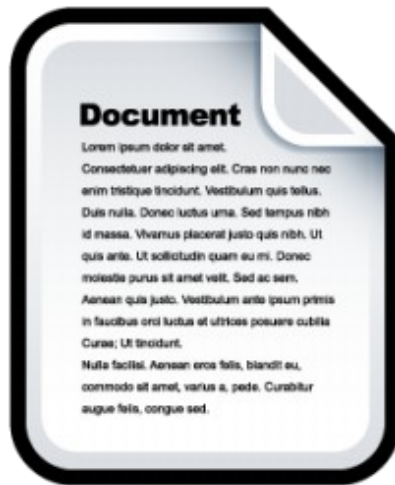 Document
Lorem ipsum dolor sit amet.
Consectetuer adipiscing elit. Cras non nunc nec
enim tristique tincidunt. Vestibulum quis tellus.
Duis nulla. Donec luctus urna. Sed tempus nibh
id massa. Vivamus placerat justo quis nibh. Ut
quis ante. Ut sollicitudin quam eu mi. Donec
molestie purus sit amet velit. Sed ac sem.
Aenean quis justo. Vestibulum ante ipsum primis
in faucibus orci luctus et ultrices posuere cubilia
Curae; Ut tincidunt.
Nulla facilisi. Aenean eros felis, blandit eu,
commodo sit amet, varius a, pede. Curabitur
augue felis, congue sed.